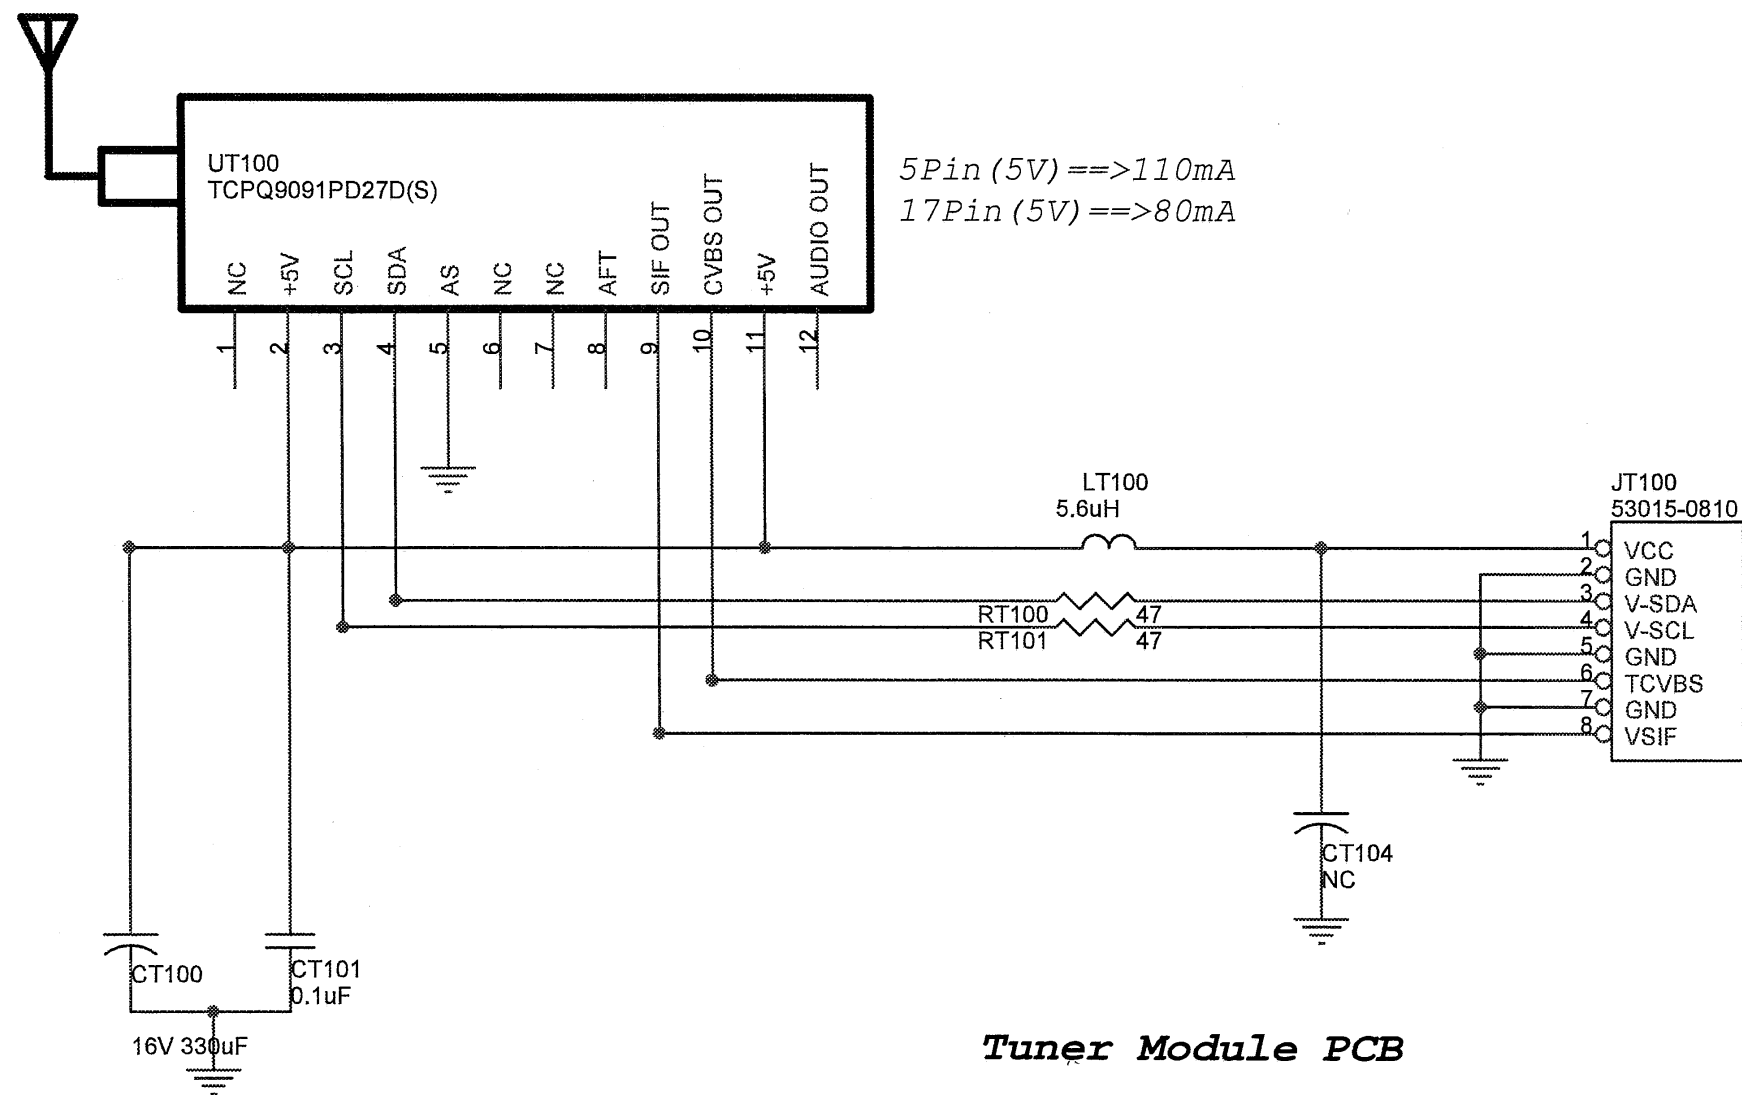 UT100
TCPQ9091PD27D(S)
5Pin(5V)==>110mA
17Pin(5V)==>80mA
NC
+5V
SCL
SDA
AS
NC
NC
AFT
SIF OUT
CVBS OUT
+5V
AUDIO OUT
1
2
3
4
5
6
7
8
9
10
11
12
LT100
5.6uH
JT100
53015-0810
1 VCC
2 GND
3 V-SDA
4 V-SCL
5 GND
6 TCVBS
7 GND
8 VSIF
RT100 47
RT101 47
CT104
NC
CT100
16V 330uF
CT101
0.1uF
Tuner Module PCB